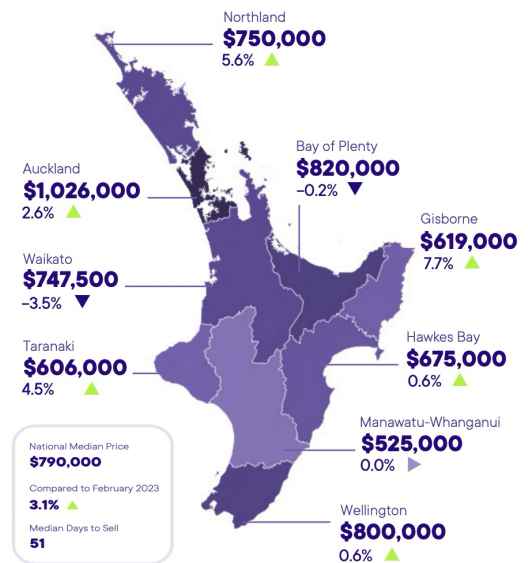 Northland
$750,000
5.6%
Bay of Plenty
$820,000
–0.2%
Auckland
$1,026,000
2.6%
Gisborne
$619,000
7.7%
Waikato
$747,500
–3.5%
Taranaki
$606,000
4.5%
Hawkes Bay
$675,000
0.6%
Manawatu-Whanganui
$525,000
0.0%
National Median Price
$790,000
Compared to February 2023
3.1%
Median Days to Sell
51
Wellington
$800,000
0.6%